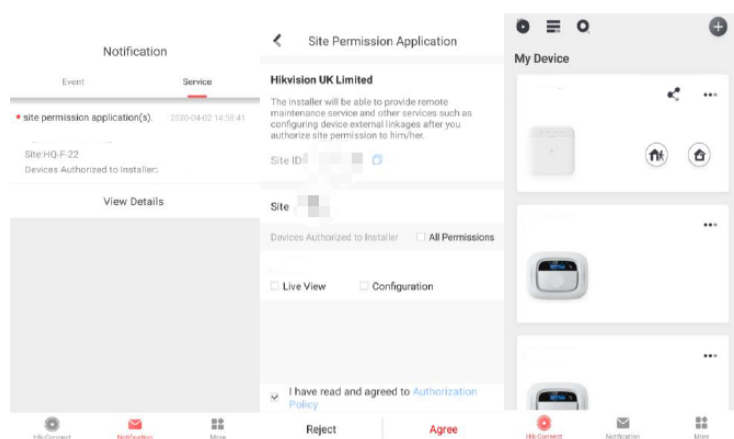 Notification
Event
Service
site permission application(s).
2020-04-02 14:58:41
Site:HQ-F-22
Devices Authorized to Installer:
View Details
Hik-Connect
Notification
More
Site Permission Application
Hikvision UK Limited
The installer will be able to provide remote
maintenance service and other services such as
configuring device external linkages after you
authorize site permission to him/her.
Site ID:
Site
Devices Authorized to Installer
All Permissions
Live View
Configuration
I have read and agreed to Authorization
Policy
Reject
Agree
My Device
Hik-Connect
Notification
More